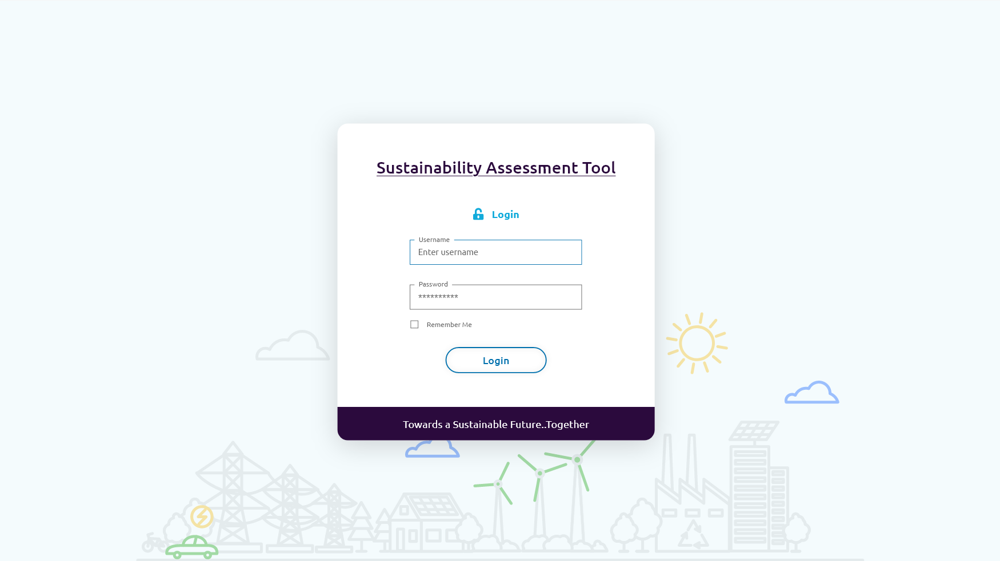 Sustainability Assessment Tool
Login
Username
Enter username
Password
**********
Remember Me
Login
Towards a Sustainable Future..Together